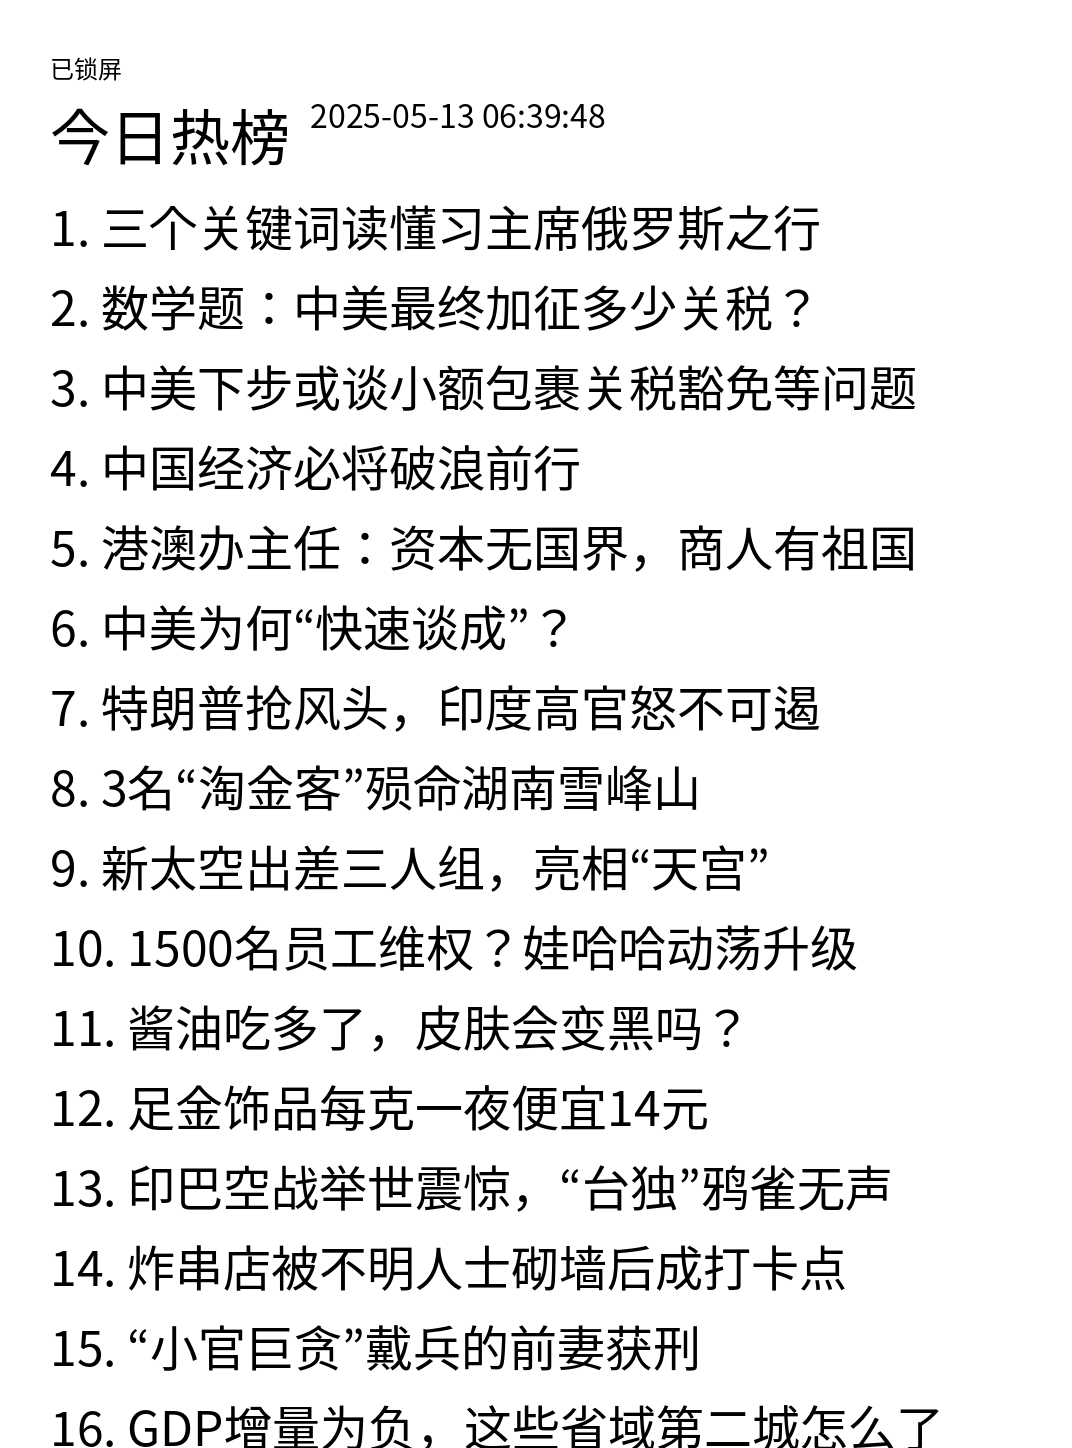 已锁屏
今日热榜 2025-05-13 06:39:48
1. 三个关键词读懂习主席俄罗斯之行
2. 数学题：中美最终加征多少关税？
3. 中美下步或谈小额包裹关税豁免等问题
4. 中国经济必将破浪前行
5. 港澳办主任：资本无国界，商人有祖国
6. 中美为何“快速谈成”？
7. 特朗普抢风头，印度高官怒不可遏
8. 3名“淘金客”殒命湖南雪峰山
9. 新太空出差三人组，亮相“天宫”
10. 1500名员工维权？娃哈哈动荡升级
11. 酱油吃多了，皮肤会变黑吗？
12. 足金饰品每克一夜便宜14元
13. 印巴空战举世震惊，“台独”鸦雀无声
14. 炸串店被不明人士砌墙后成打卡点
15. “小官巨贪”戴兵的前妻获刑
16. GDP增量为负，这些省域第二城怎么了